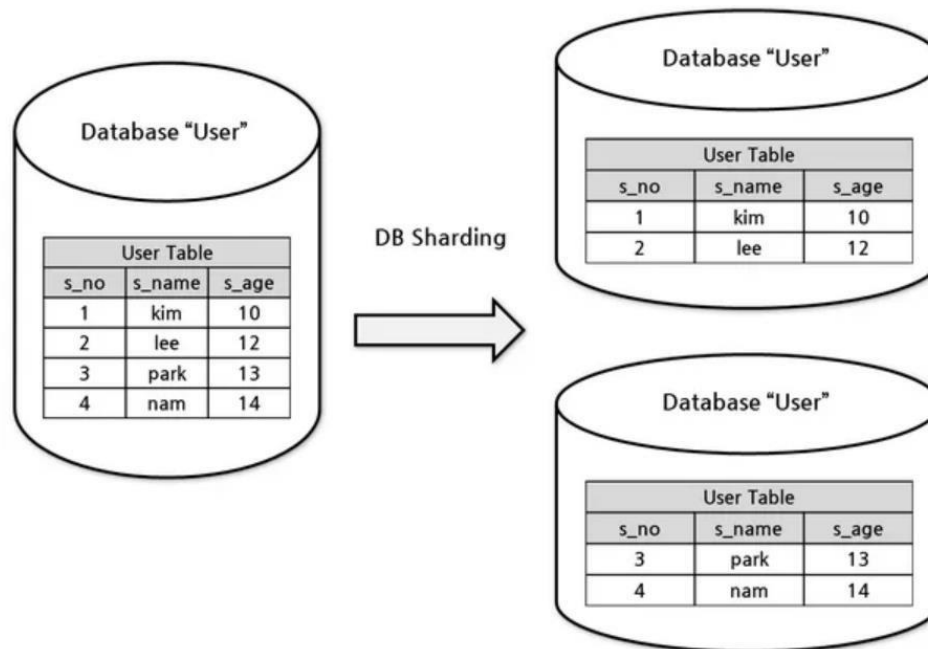 Database “User”
User Table
s_no s_name s_age
1 kim 10
2 lee 12
3 park 13
4 nam 14
DB Sharding
Database “User”
User Table
s_no s_name s_age
1 kim 10
2 lee 12
Database “User”
User Table
s_no s_name s_age
3 park 13
4 nam 14